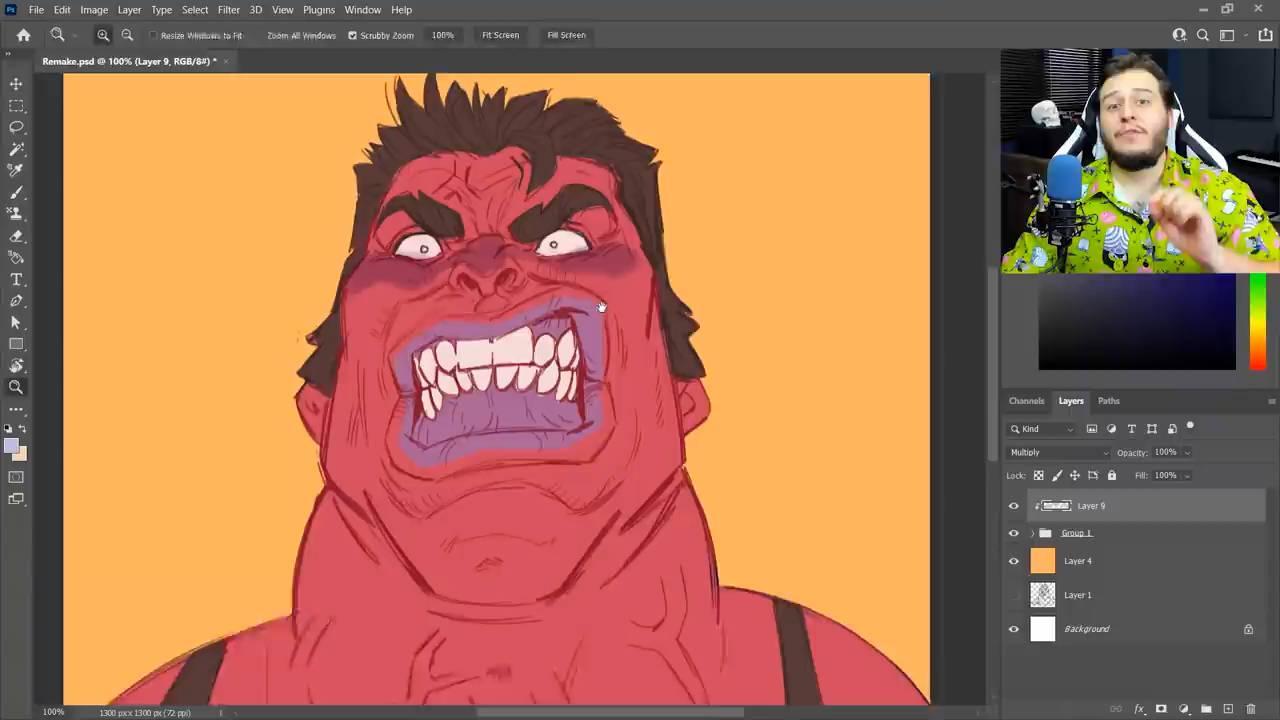 Ps File Edit Image Layer Type Select Filter 3D View Plugins Window Help
Resize Windows to Fit Zoom All Windows Scrubby Zoom 100% Fit Screen Fill Screen
Remake.psd @ 100% (Layer 9, RGB/8#) *
Channels Layers Paths
Kind
Multiply Opacity: 100%
Lock: Fill: 100%
Layer 9
Group 1
Layer 4
Layer 1
Background
100% 1300 px x 1300 px (72 ppi)